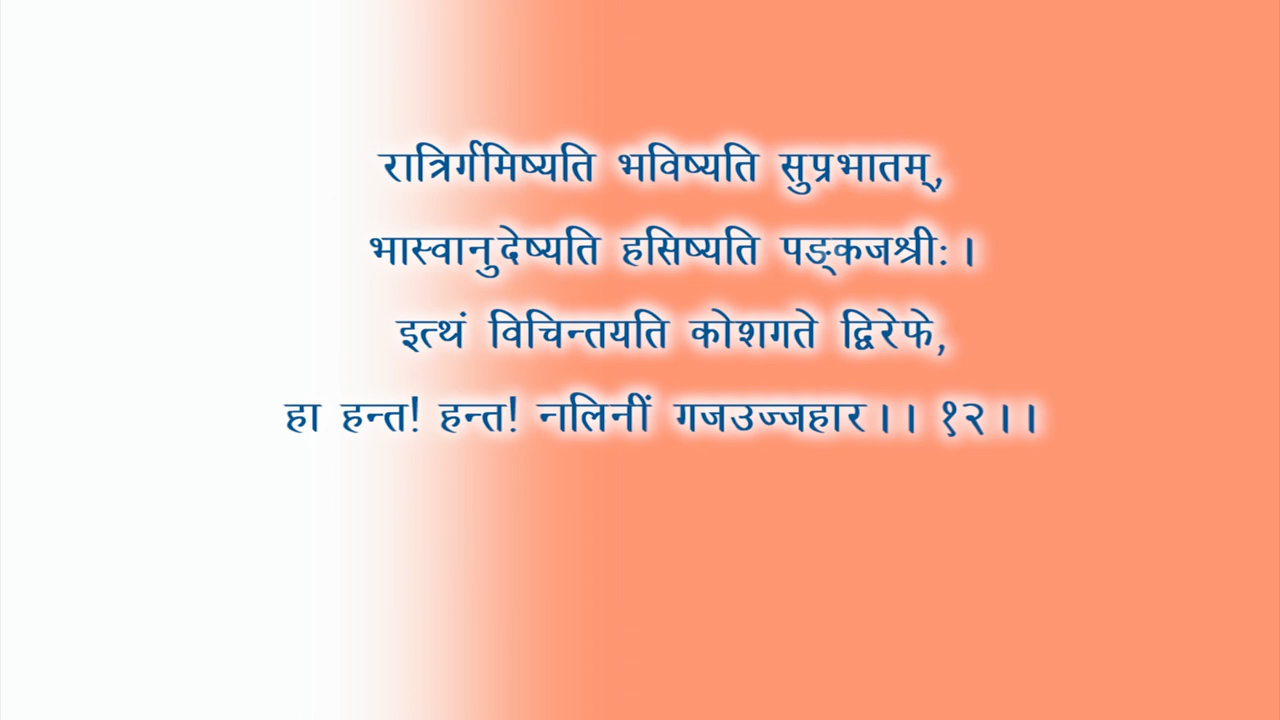 रात्रिर्गमिष्यति भविष्यति सुप्रभातम्,
भास्वानुदेष्यति हसिष्यति पङ्कजश्रीः ।
इत्थं विचिन्तयति कोशगते द्विरेफे,
हा हन्त! हन्त! नलिनीं गजउज्जहार ।। १२ ।।